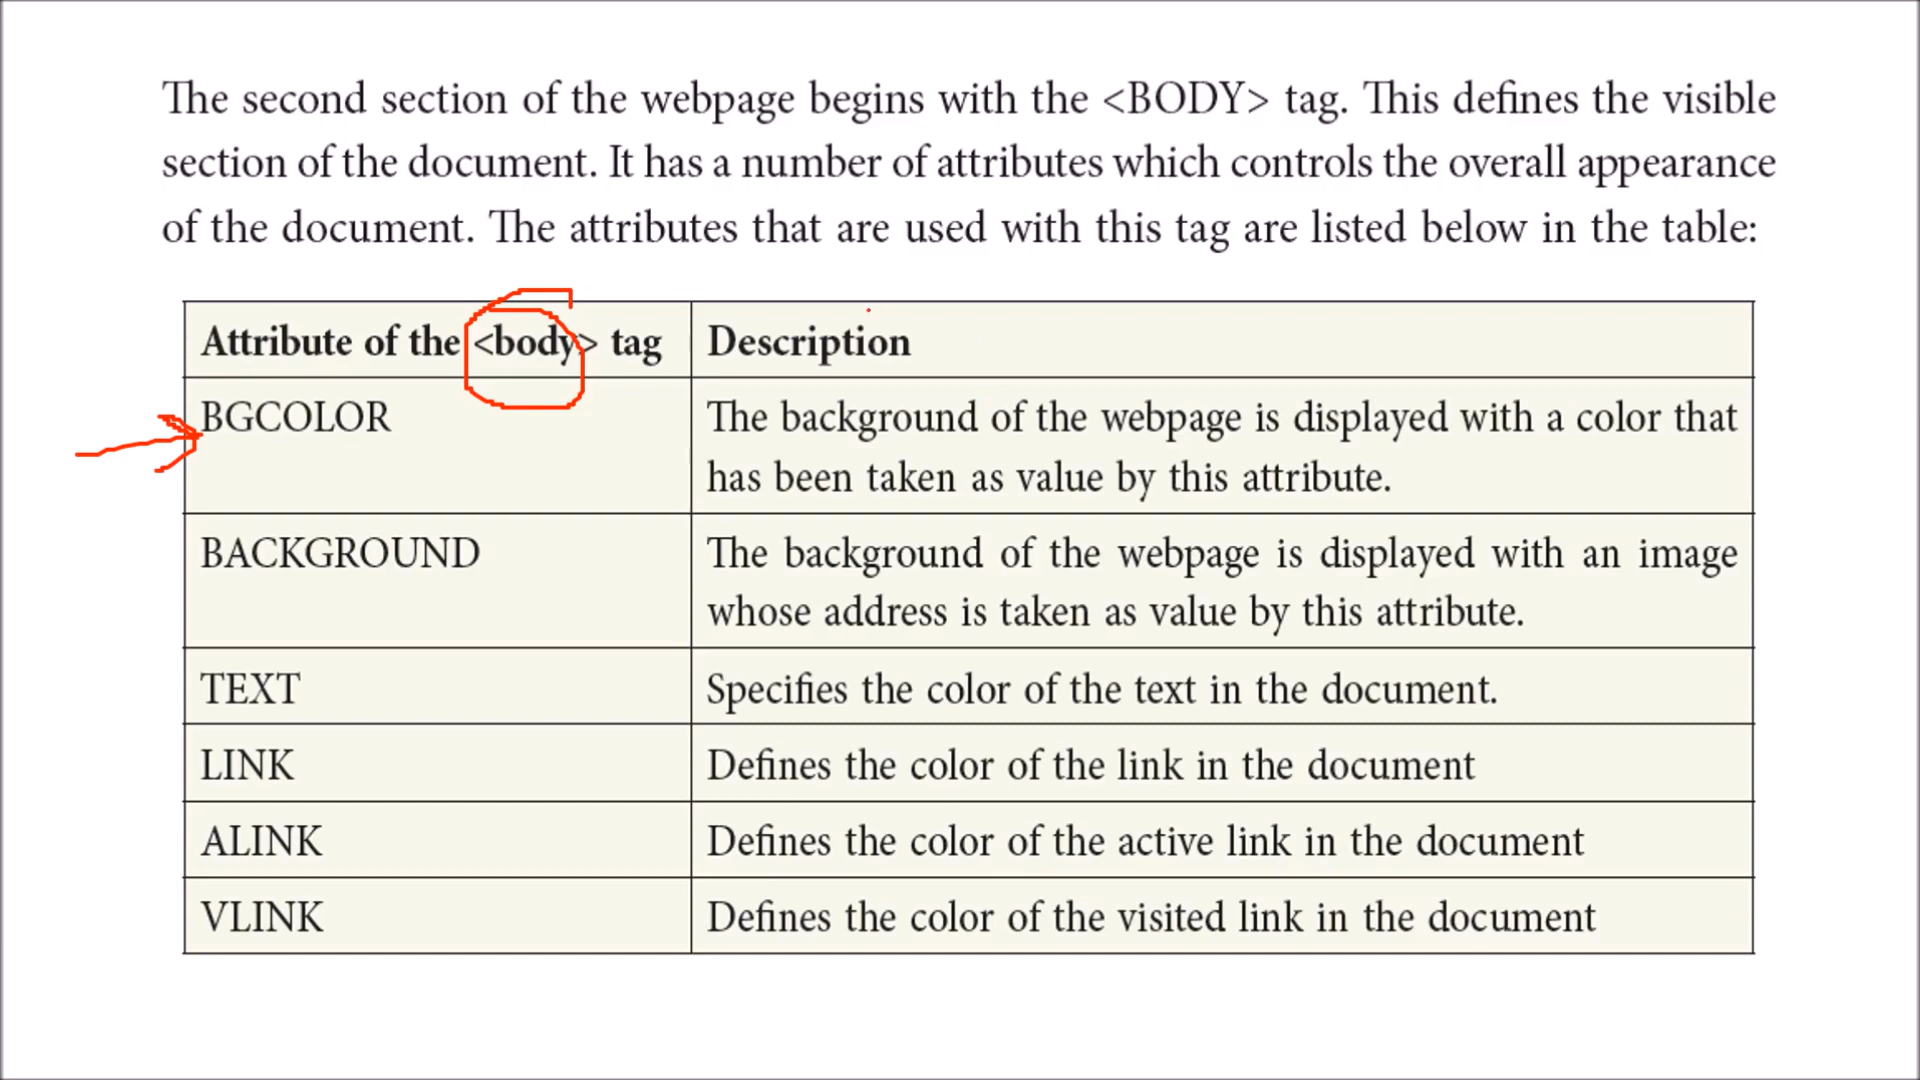 The second section of the webpage begins with the <BODY> tag. This defines the visible
section of the document. It has a number of attributes which controls the overall appearance
of the document. The attributes that are used with this tag are listed below in the table:
Attribute of the <body> tag
Description
BGCOLOR
The background of the webpage is displayed with a color that
has been taken as value by this attribute.
BACKGROUND
The background of the webpage is displayed with an image
whose address is taken as value by this attribute.
TEXT
Specifies the color of the text in the document.
LINK
Defines the color of the link in the document
ALINK
Defines the color of the active link in the document
VLINK
Defines the color of the visited link in the document